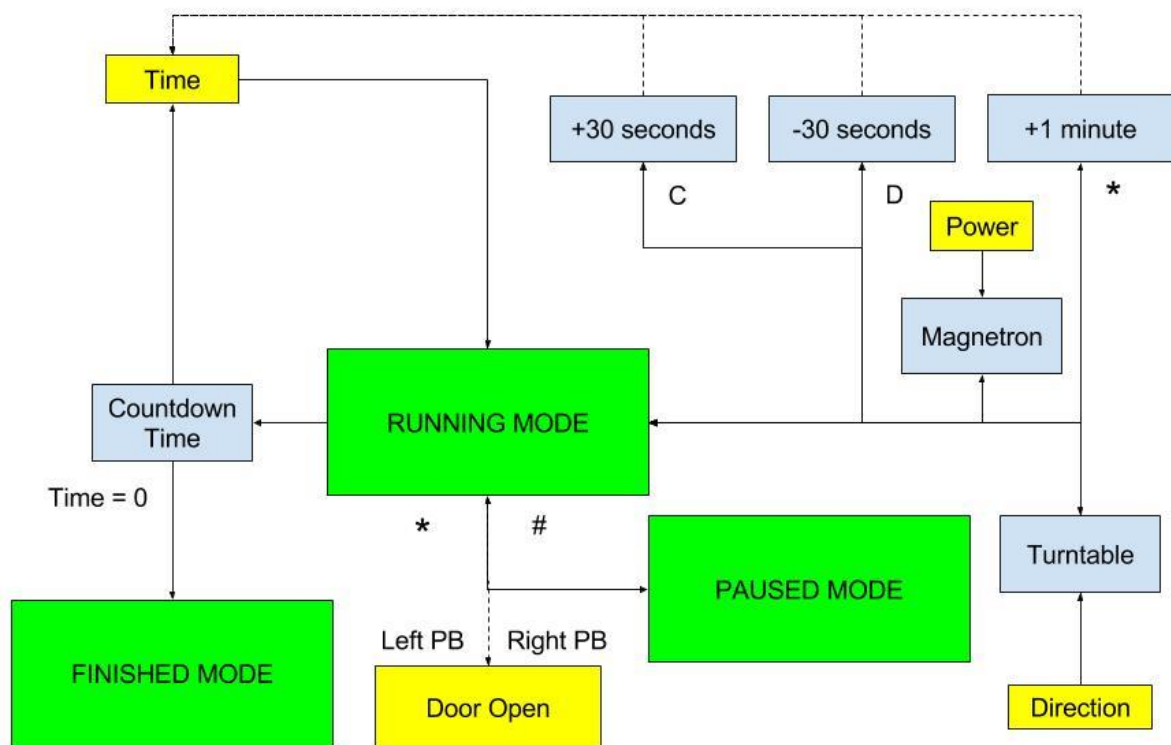 Time
+30 seconds
-30 seconds
+1 minute
C
D
*
Power
Magnetron
Countdown
Time
RUNNING MODE
Time = 0
*
#
Turntable
PAUSED MODE
Left PB
Right PB
FINISHED MODE
Door Open
Direction